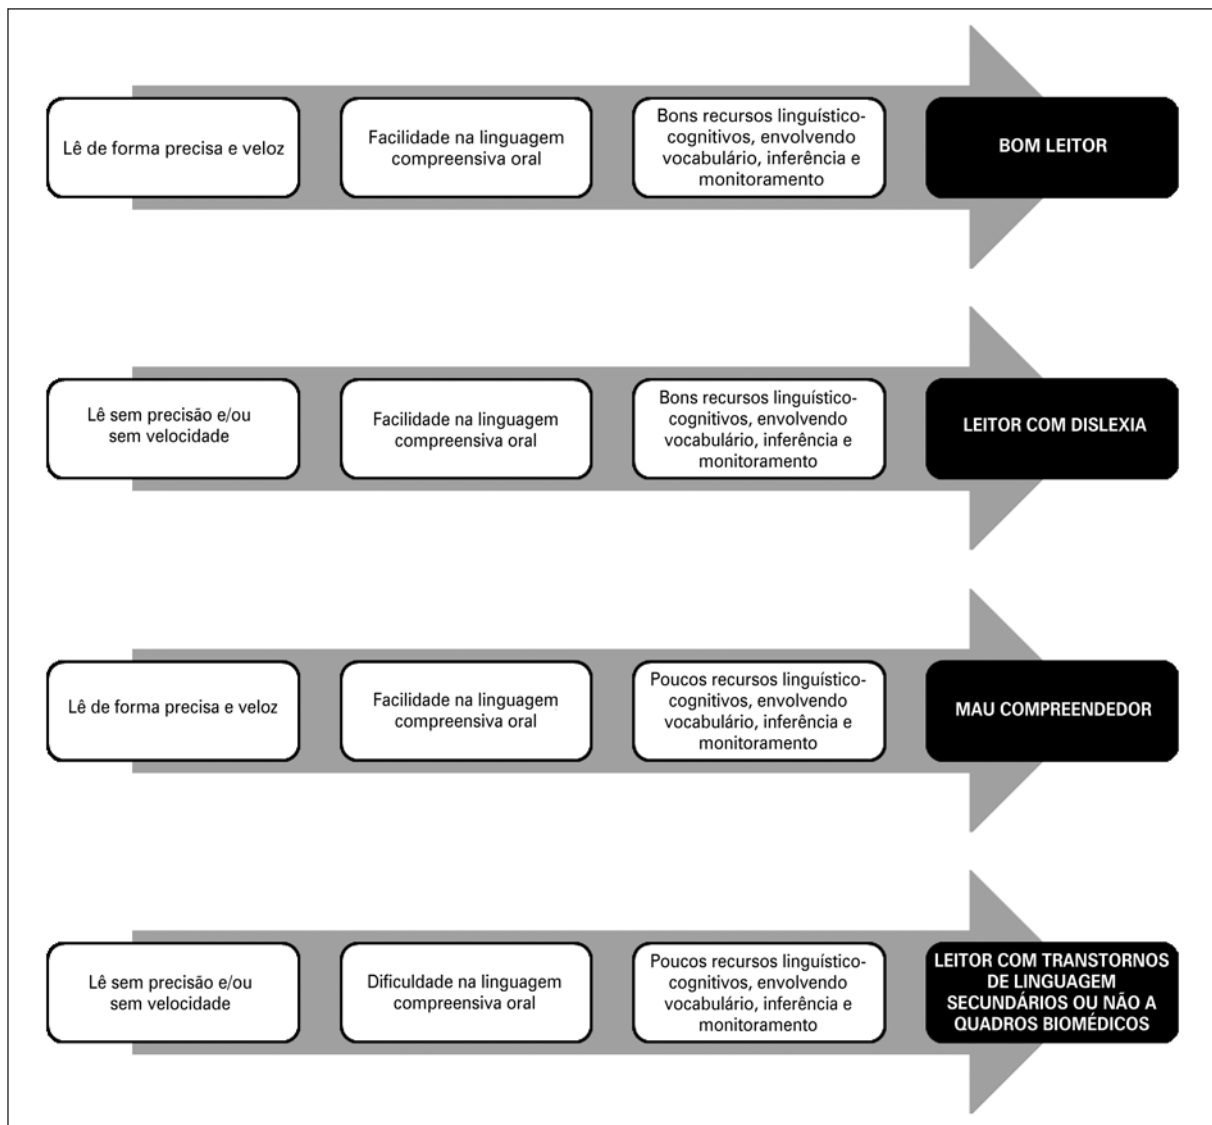 Lê de forma precisa e veloz
Facilidade na linguagem
compreensiva oral
Bons recursos linguístico-
cognitivos, envolvendo
vocabulário, inferência e
monitoramento
BOM LEITOR
Lê sem precisão e/ou
sem velocidade
Facilidade na linguagem
compreensiva oral
Bons recursos linguístico-
cognitivos, envolvendo
vocabulário, inferência e
monitoramento
LEITOR COM DISLEXIA
Lê de forma precisa e veloz
Facilidade na linguagem
compreensiva oral
Poucos recursos linguístico-
cognitivos, envolvendo
vocabulário, inferência e
monitoramento
MAU COMPREENDEDOR
Lê sem precisão e/ou
sem velocidade
Dificuldade na linguagem
compreensiva oral
Poucos recursos linguístico-
cognitivos, envolvendo
vocabulário, inferência e
monitoramento
LEITOR COM TRANSTORNOS
DE LINGUAGEM
SECUNDÁRIOS OU NÃO A
QUADROS BIOMÉDICOS